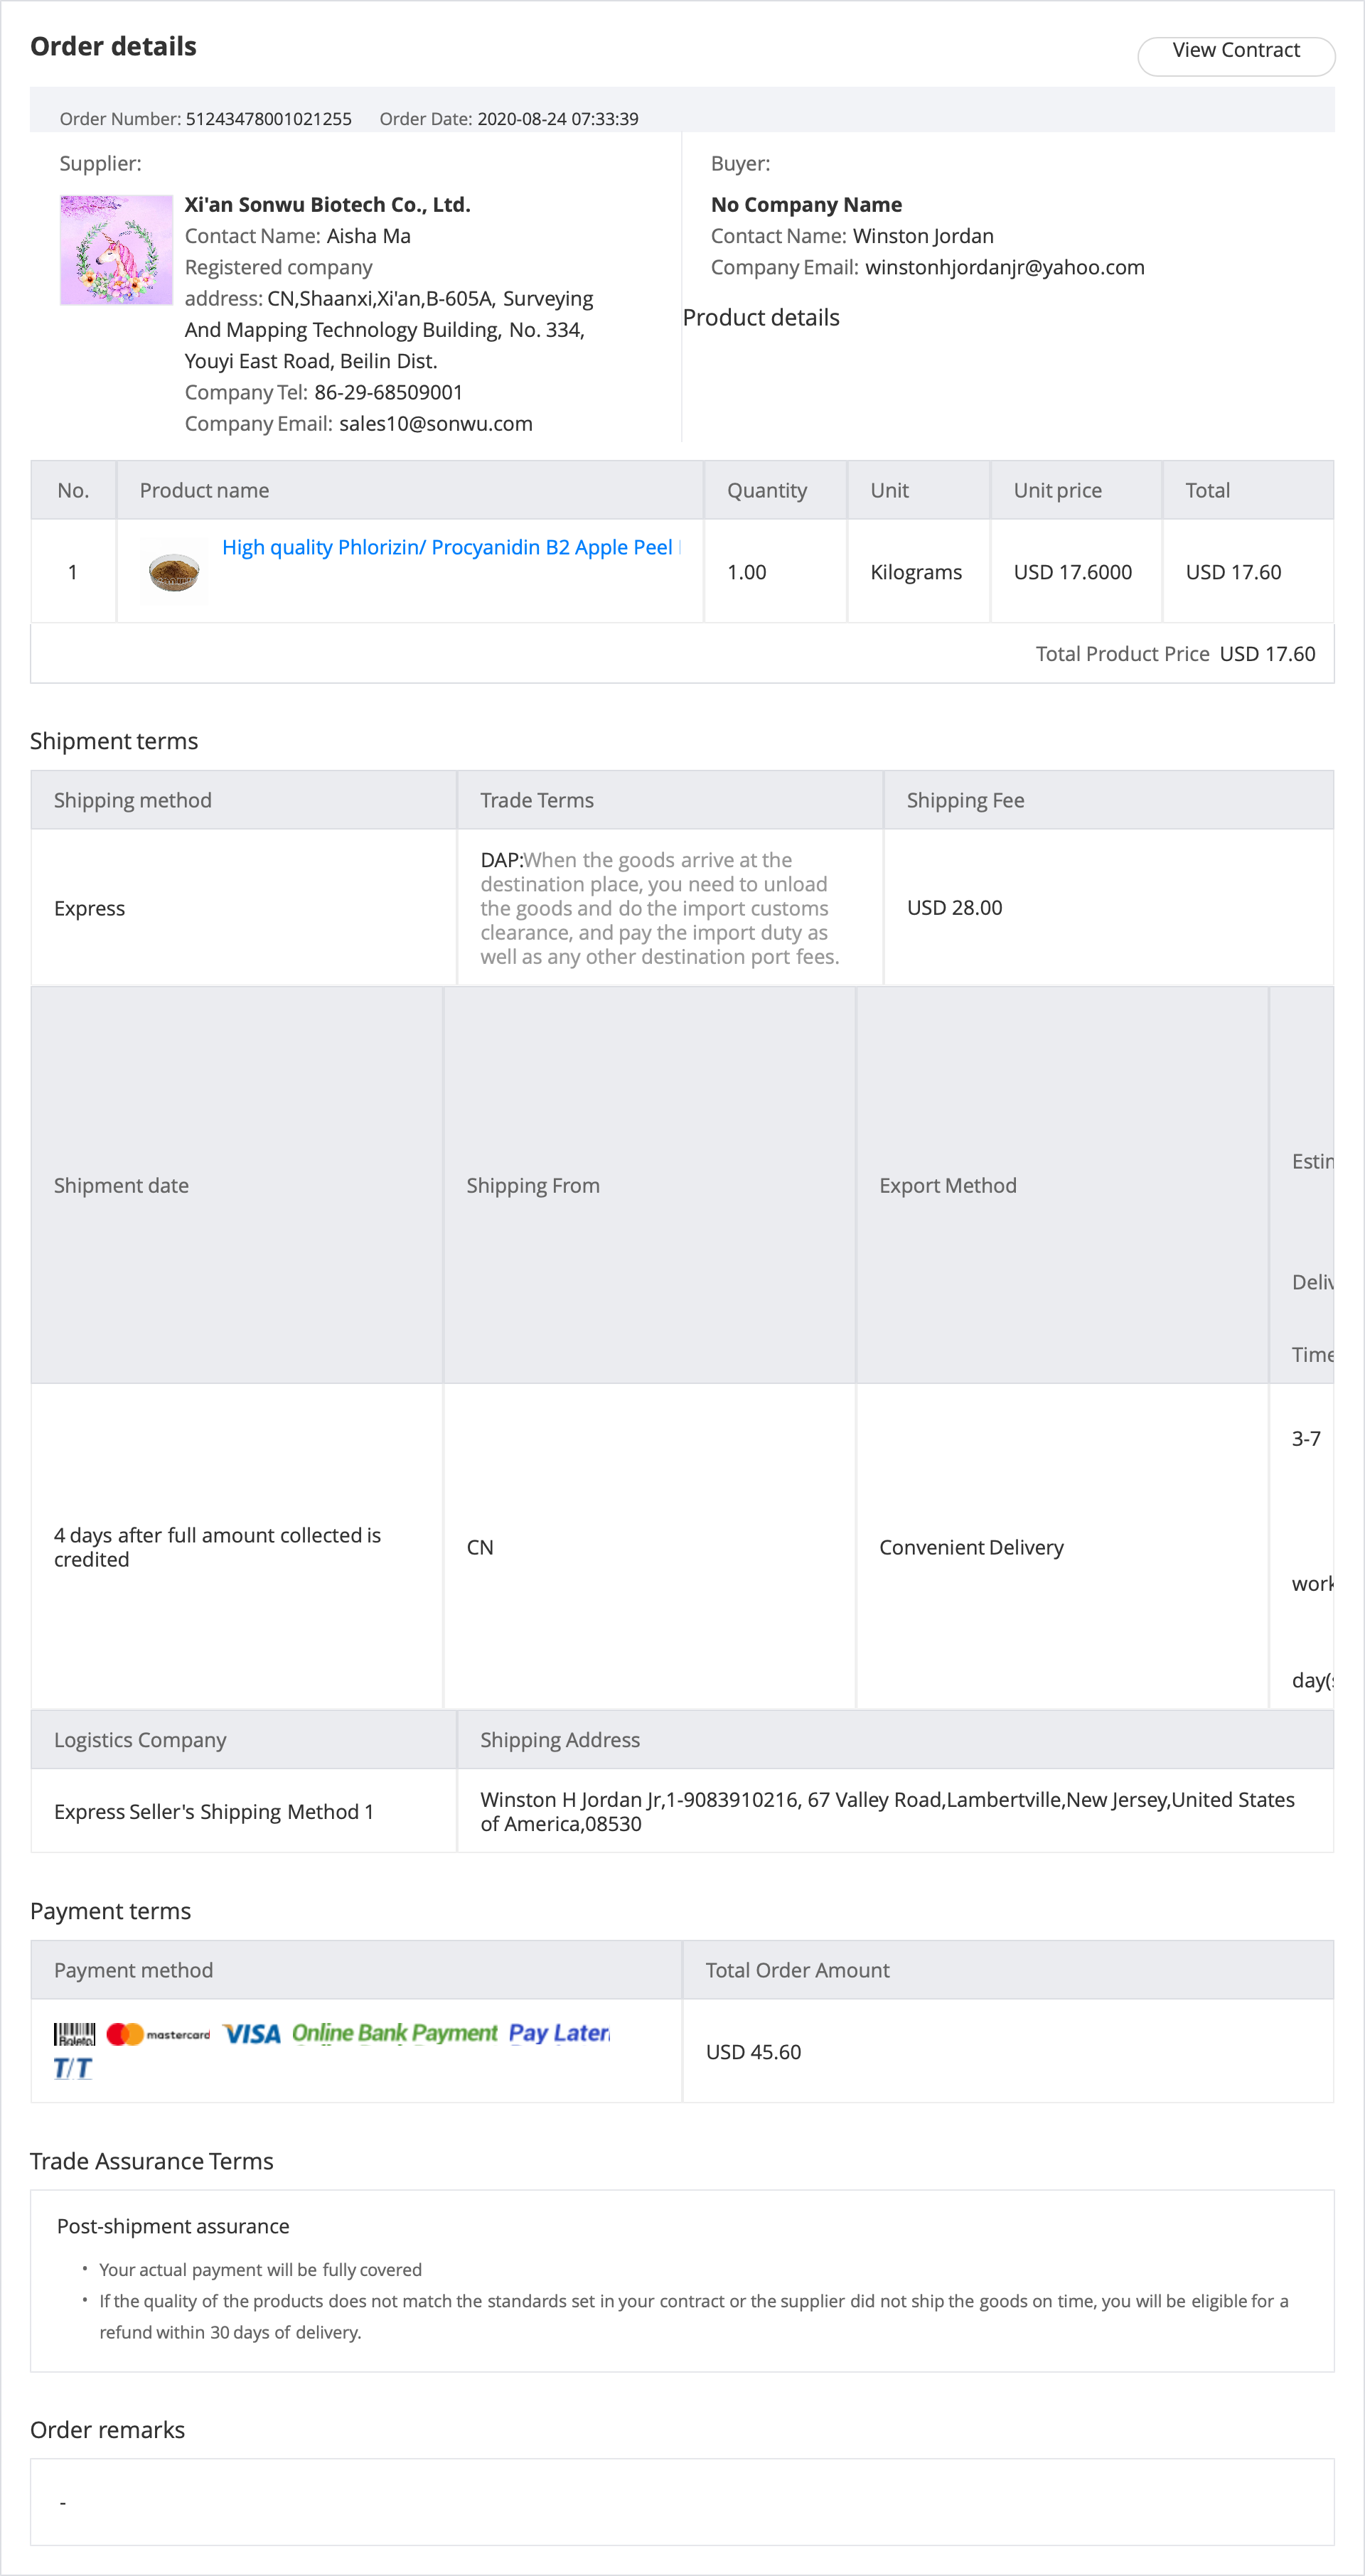 Order details
View Contract
Order Number: 51243478001021255 Order Date: 2020-08-24 07:33:39
Supplier:
Xi'an Sonwu Biotech Co., Ltd.
Contact Name: Aisha Ma
Registered company
address: CN,Shaanxi,Xi'an,B-605A, Surveying
And Mapping Technology Building, No. 334,
Youyi East Road, Beilin Dist.
Company Tel: 86-29-68509001
Company Email: sales10@sonwu.com
Buyer:
No Company Name
Contact Name: Winston Jordan
Company Email: winstonhjordanjr@yahoo.com
Product details
No. Product name Quantity Unit Unit price Total
1 High quality Phlorizin/ Procyanidin B2 Apple Peel 1.00 Kilograms USD 17.6000 USD 17.60
Total Product Price USD 17.60
Shipment terms
Shipping method Trade Terms Shipping Fee
Express
DAP:When the goods arrive at the
destination place, you need to unload
the goods and do the import customs
clearance, and pay the import duty as
well as any other destination port fees.
USD 28.00
Shipment date Shipping From Export Method
Estin
Deliv
Time
4 days after full amount collected is
credited
CN
Convenient Delivery
3-7
work
day(s
Logistics Company Shipping Address
Express Seller's Shipping Method 1
Winston H Jordan Jr,1-9083910216, 67 Valley Road,Lambertville,New Jersey,United States
of America,08530
Payment terms
Payment method Total Order Amount
Boleto mastercard VISA Online Bank Payment Pay Later
T/T
USD 45.60
Trade Assurance Terms
Post-shipment assurance
• Your actual payment will be fully covered
• If the quality of the products does not match the standards set in your contract or the supplier did not ship the goods on time, you will be eligible for a
refund within 30 days of delivery.
Order remarks
-